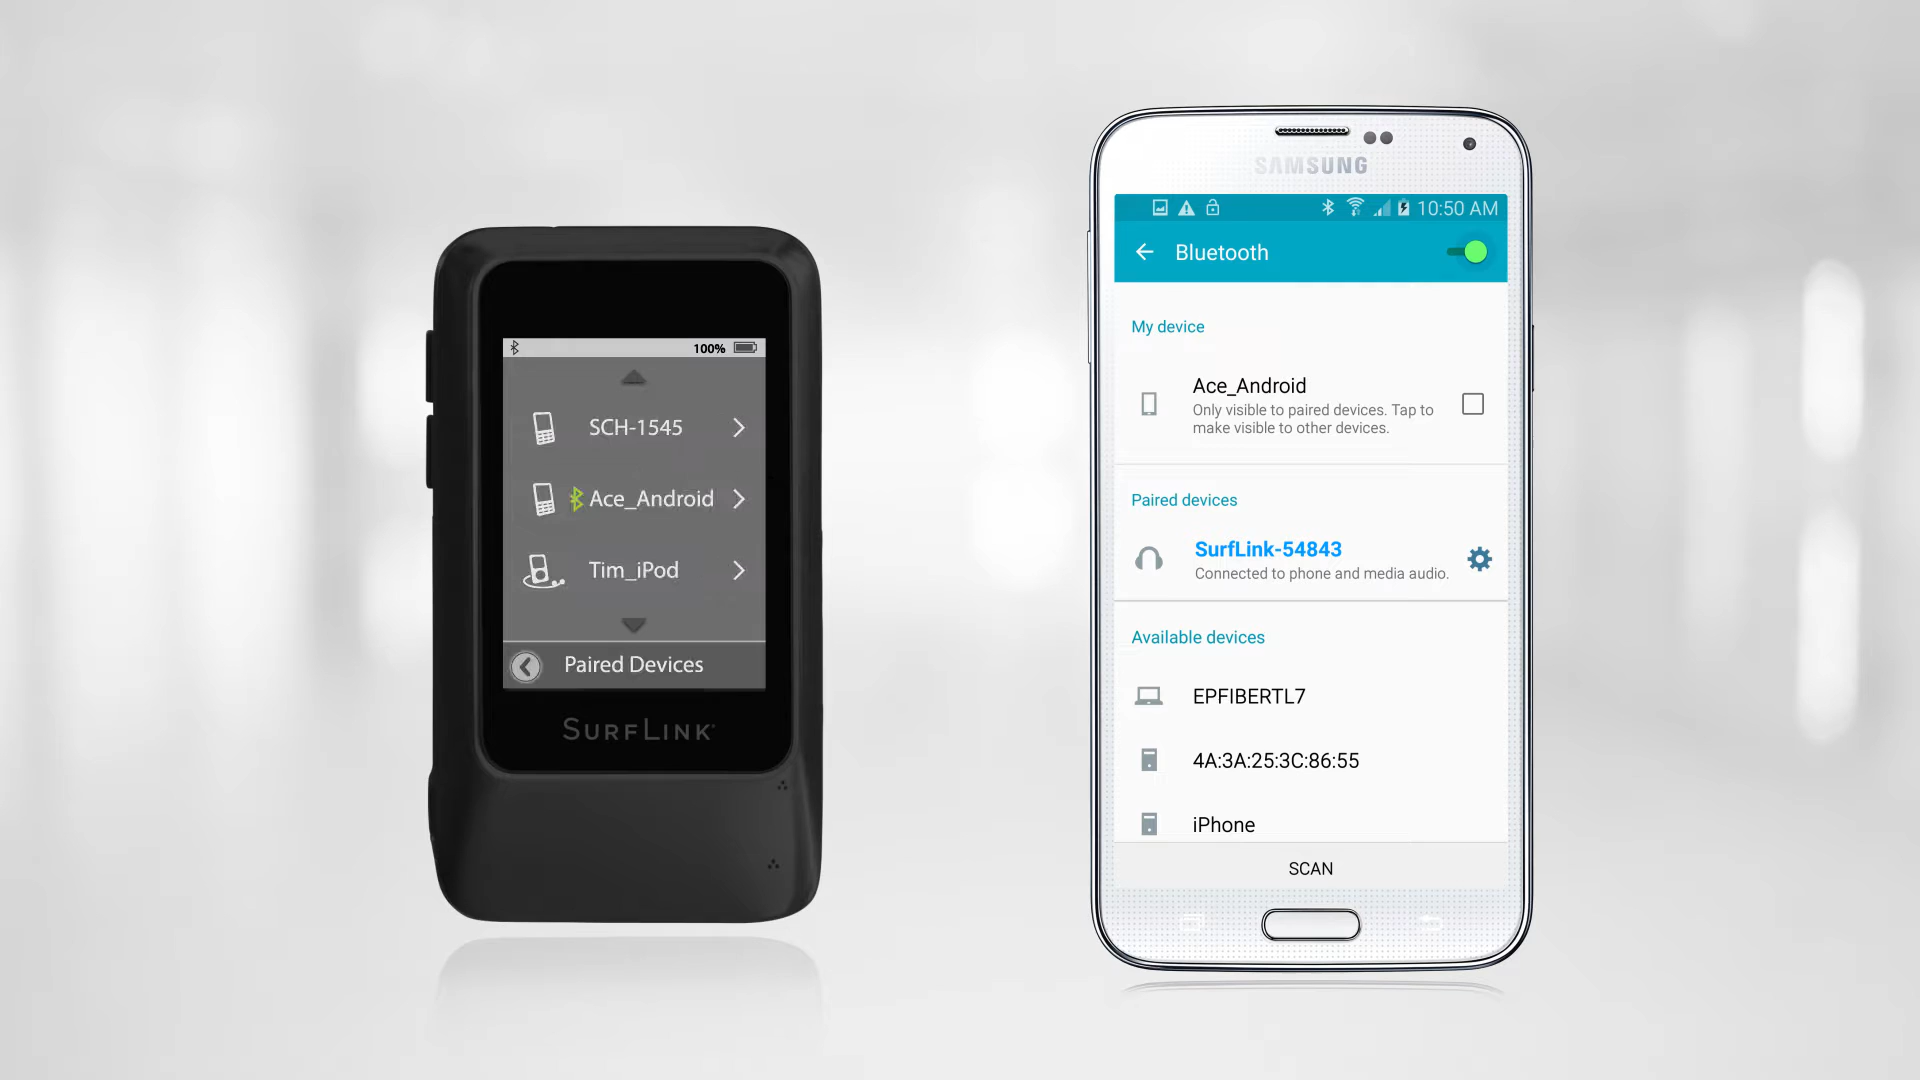 100%
SCH-1545
Ace_Android
Tim_iPod
Paired Devices
SURFLINK
SAMSUNG
10:50 AM
Bluetooth
My device
Ace_Android
Only visible to paired devices. Tap to
make visible to other devices.
Paired devices
SurfLink-54843
Connected to phone and media audio.
Available devices
EPFIBERTL7
4A:3A:25:3C:86:55
iPhone
SCAN